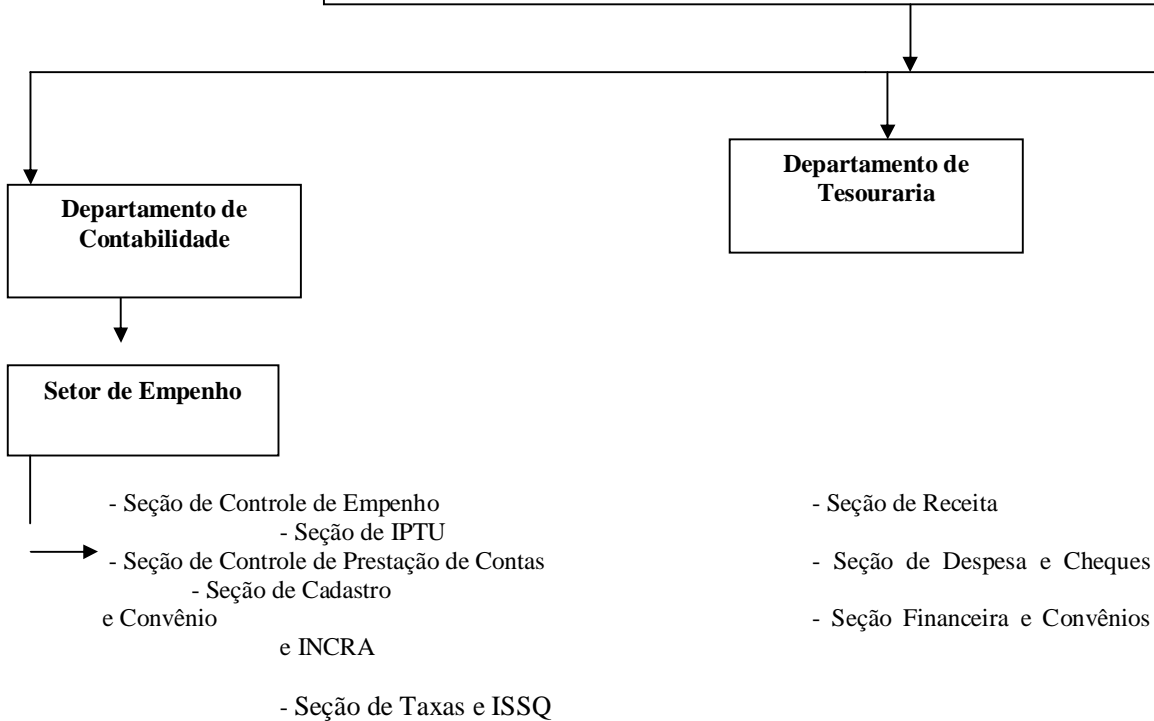 Departamento de
Tesouraria
Departamento de
Contabilidade
Setor de Empenho
- Seção de Controle de Empenho
- Seção de IPTU
- Seção de Controle de Prestação de Contas
- Seção de Cadastro
e Convênio
e INCRA
- Seção de Taxas e ISSQ
- Seção de Receita
- Seção de Despesa e Cheques
- Seção Financeira e Convênios